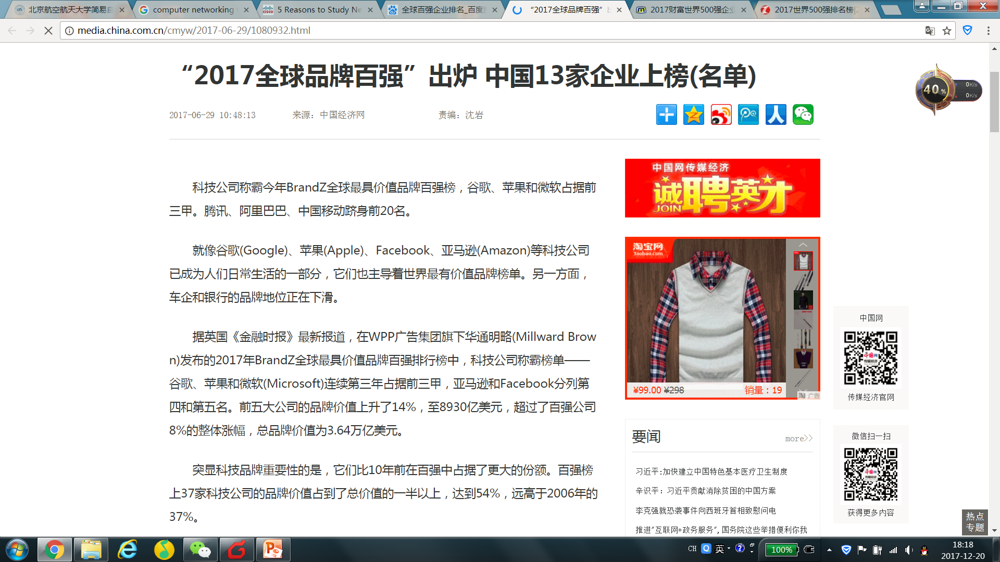 北京航空航天大学简易自
computer networking
5 Reasons to Study Ne
全球百强企业排名_百度
“2017全球品牌百强”
2017财富世界500强企业
2017世界500强排名榜
media.china.com.cn/cmyw/2017-06-29/1080932.html
“2017全球品牌百强”出炉 中国13家企业上榜(名单)
40%
0K/s
0K/s
2017-06-29 10:48:13 来源：中国经济网 责编：沈岩
科技公司称霸今年BrandZ全球最具价值品牌百强榜，谷歌、苹果和微软占据前
三甲。腾讯、阿里巴巴、中国移动跻身前20名。
就像谷歌(Google)、苹果(Apple)、Facebook、亚马逊(Amazon)等科技公司
已成为人们日常生活的一部分，它们也主导着世界最有价值品牌榜单。另一方面，
车企和银行的品牌地位正在下滑。
据英国《金融时报》最新报道，在WPP广告集团旗下华通明略(Millward Brow
n)发布的2017年BrandZ全球最具价值品牌百强排行榜中，科技公司称霸榜单——
谷歌、苹果和微软(Microsoft)连续第三年占据前三甲，亚马逊和Facebook分列第
四和第五名。前五大公司的品牌价值上升了14%，至8930亿美元，超过了百强公司
8%的整体涨幅，总品牌价值为3.64万亿美元。
突显科技品牌重要性的是，它们比10年前在百强中占据了更大的份额。百强榜
上37家科技公司的品牌价值占到了总价值的一半以上，达到54%，远高于2006年的
37%。
中国网传媒经济
诚聘英才
JOIN
淘宝网
Taobao.com
¥99.00 ¥298 销量：19
淘 广告
要闻 more>>
习近平:加快建立中国特色基本医疗卫生制度
辛识平：习近平贡献消除贫困的中国方案
李克强就恐袭事件向西班牙首相致慰问电
推进"互联网+政务服务",国务院这些举措便利你我
中国网
中国网
传媒经济
传媒经济官网
微信扫一扫
中国网
传媒经济
获得更多内容
热点
专题
CH 英 100%
18:18
2017-12-20